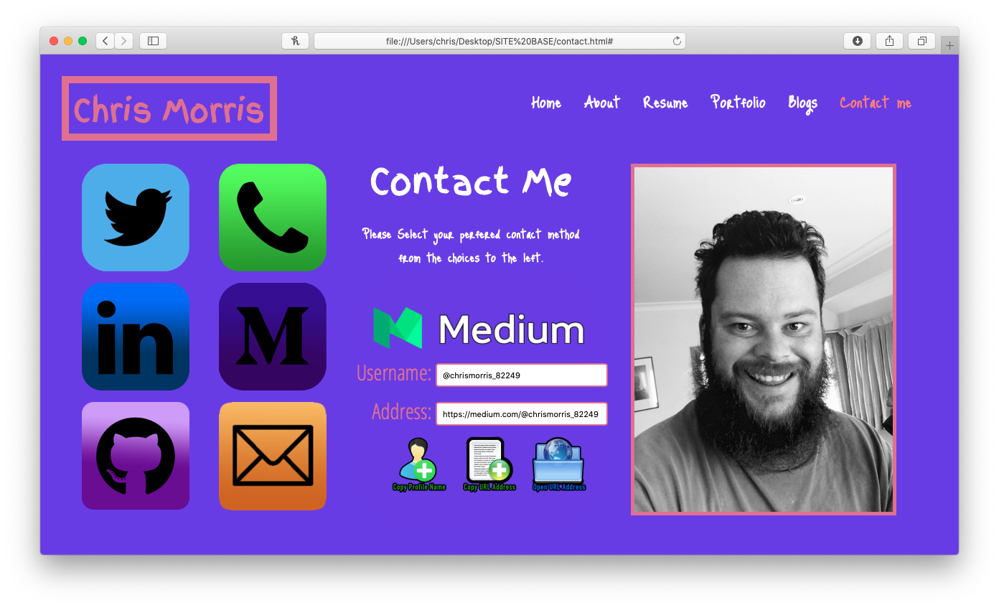 file:///Users/chris/Desktop/SITE%20BASE/contact.html#
Chris Morris
Home About Resume Portfolio Blogs Contact me
Contact Me
Please Select your perfered contact method
from the choices to the left.
in
M
Medium
Username: @chrismorris_82249
Address: https://medium.com/@chrismorris_82249
Copy Profile Name Copy URL Address Open URL Address